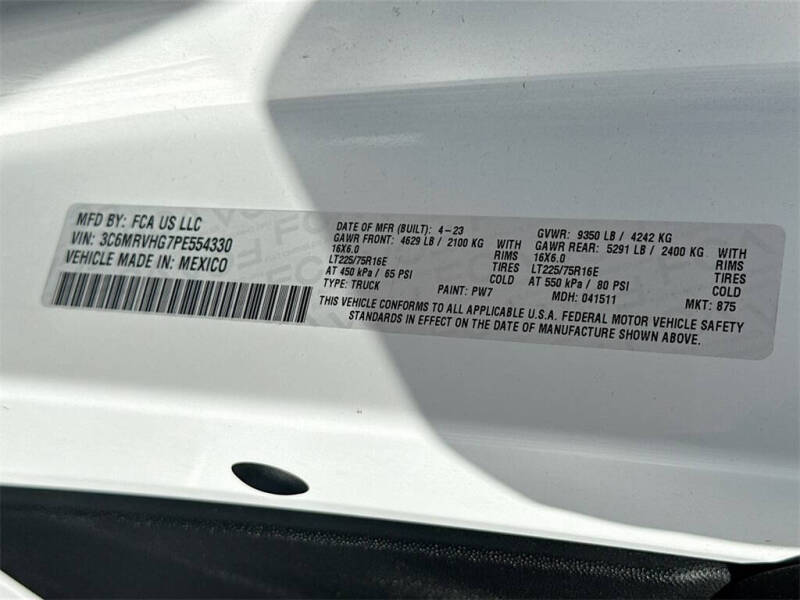 MFD BY: FCA US LLC
VIN: 3C6MRVHG7PE554330
VEHICLE MADE IN: MEXICO
DATE OF MFR (BUILT): 4-23
GAWR FRONT: 4629 LB / 2100 KG WITH
16X6.0 RIMS
LT225/75R16E TIRES
AT 450 kPa / 65 PSI COLD
TYPE: TRUCK PAINT: PW7
GVWR: 9350 LB / 4242 KG
GAWR REAR: 5291 LB / 2400 KG WITH
16X6.0 RIMS
LT225/75R16E TIRES
AT 550 kPa / 80 PSI COLD
MDH: 041511 MKT: 875
THIS VEHICLE CONFORMS TO ALL APPLICABLE U.S.A. FEDERAL MOTOR VEHICLE SAFETY
STANDARDS IN EFFECT ON THE DATE OF MANUFACTURE SHOWN ABOVE.